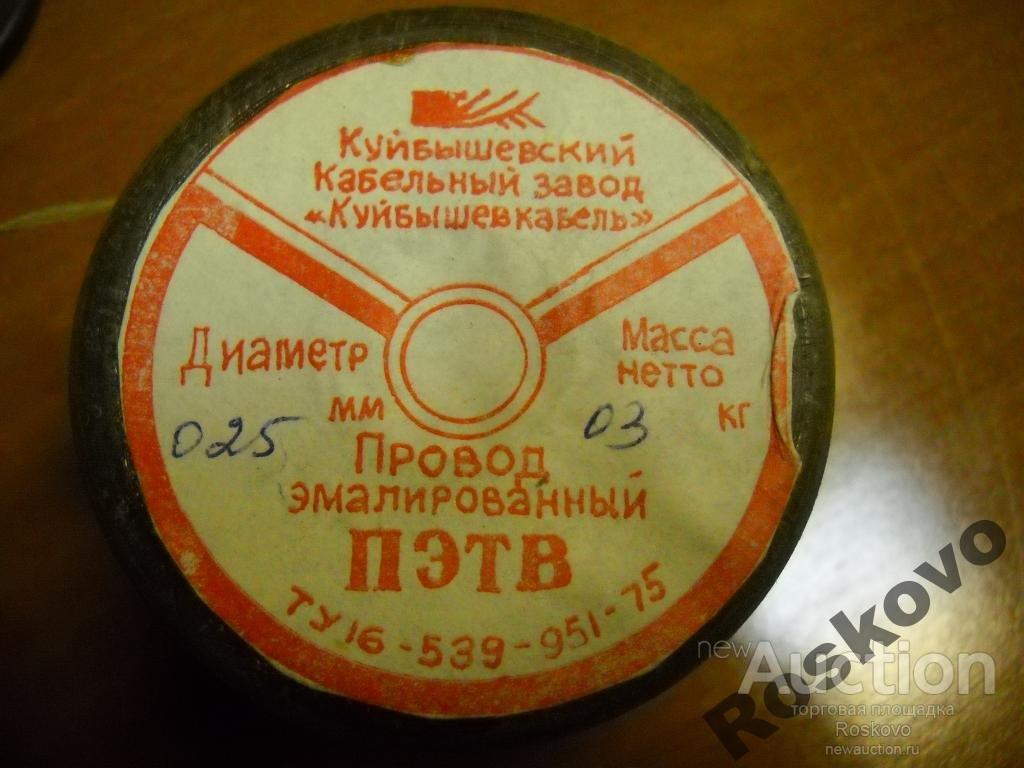 Куйбышевский
Кабельный завод
«Куйбышевкабель»
Диаметр
мм
025
Масса
нетто
кг
03
Провод
эмалированный
ПЭТВ
ТУ16-539-951-75
Roskovo
newAuction
торговая площадка
Roskovo
newauction.ru